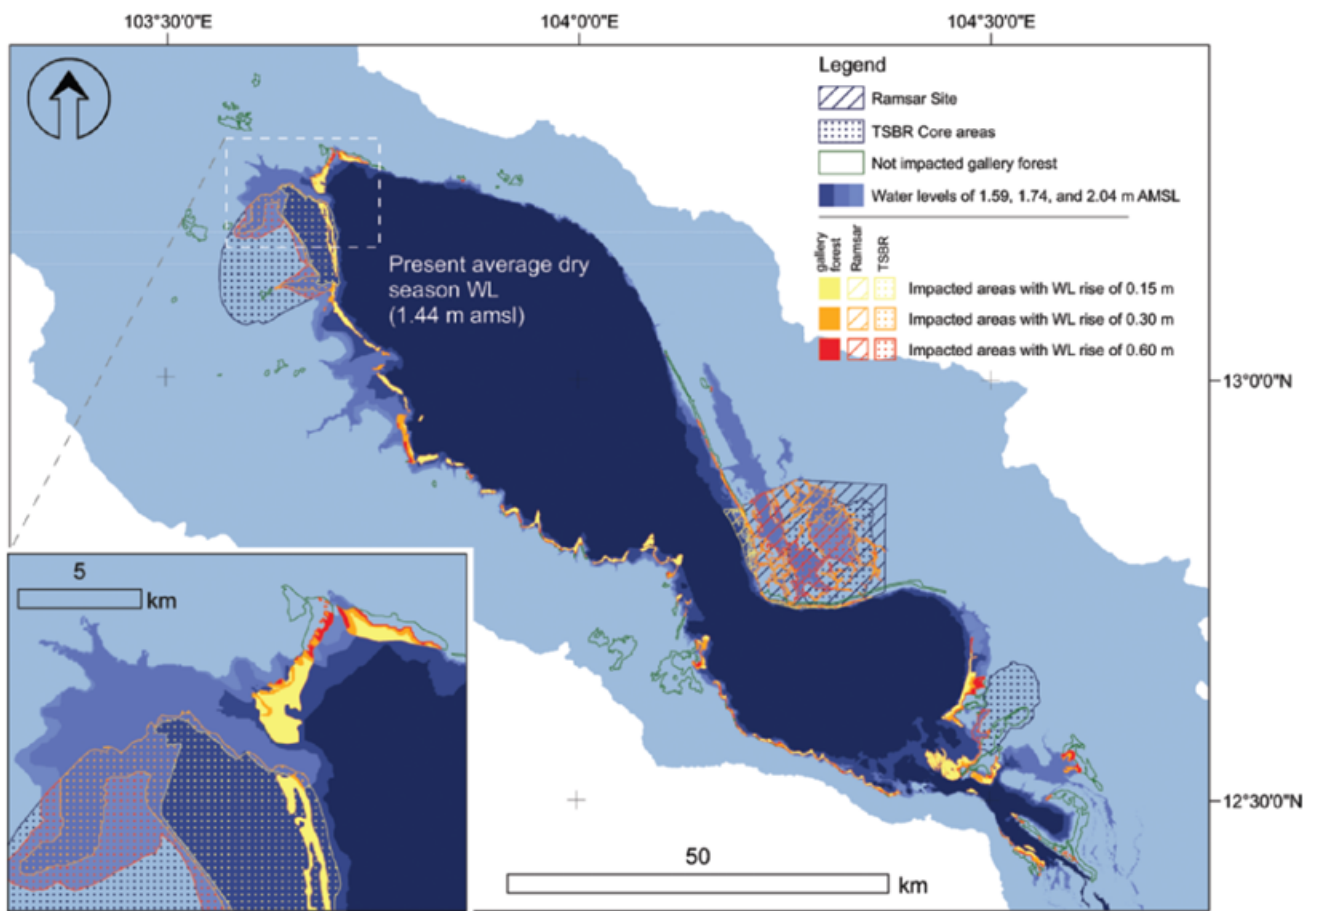 103°30'0"E
104°0'0"E
104°30'0"E
Legend
Ramsar Site
TSBR Core areas
Not impacted gallery forest
Water levels of 1.59, 1.74, and 2.04 m AMSL
gallery
forest
Ramsar
TSBR
Impacted areas with WL rise of 0.15 m
Impacted areas with WL rise of 0.30 m
Impacted areas with WL rise of 0.60 m
Present average dry
season WL
(1.44 m amsl)
13°0'0"N
12°30'0"N
5
km
50
km